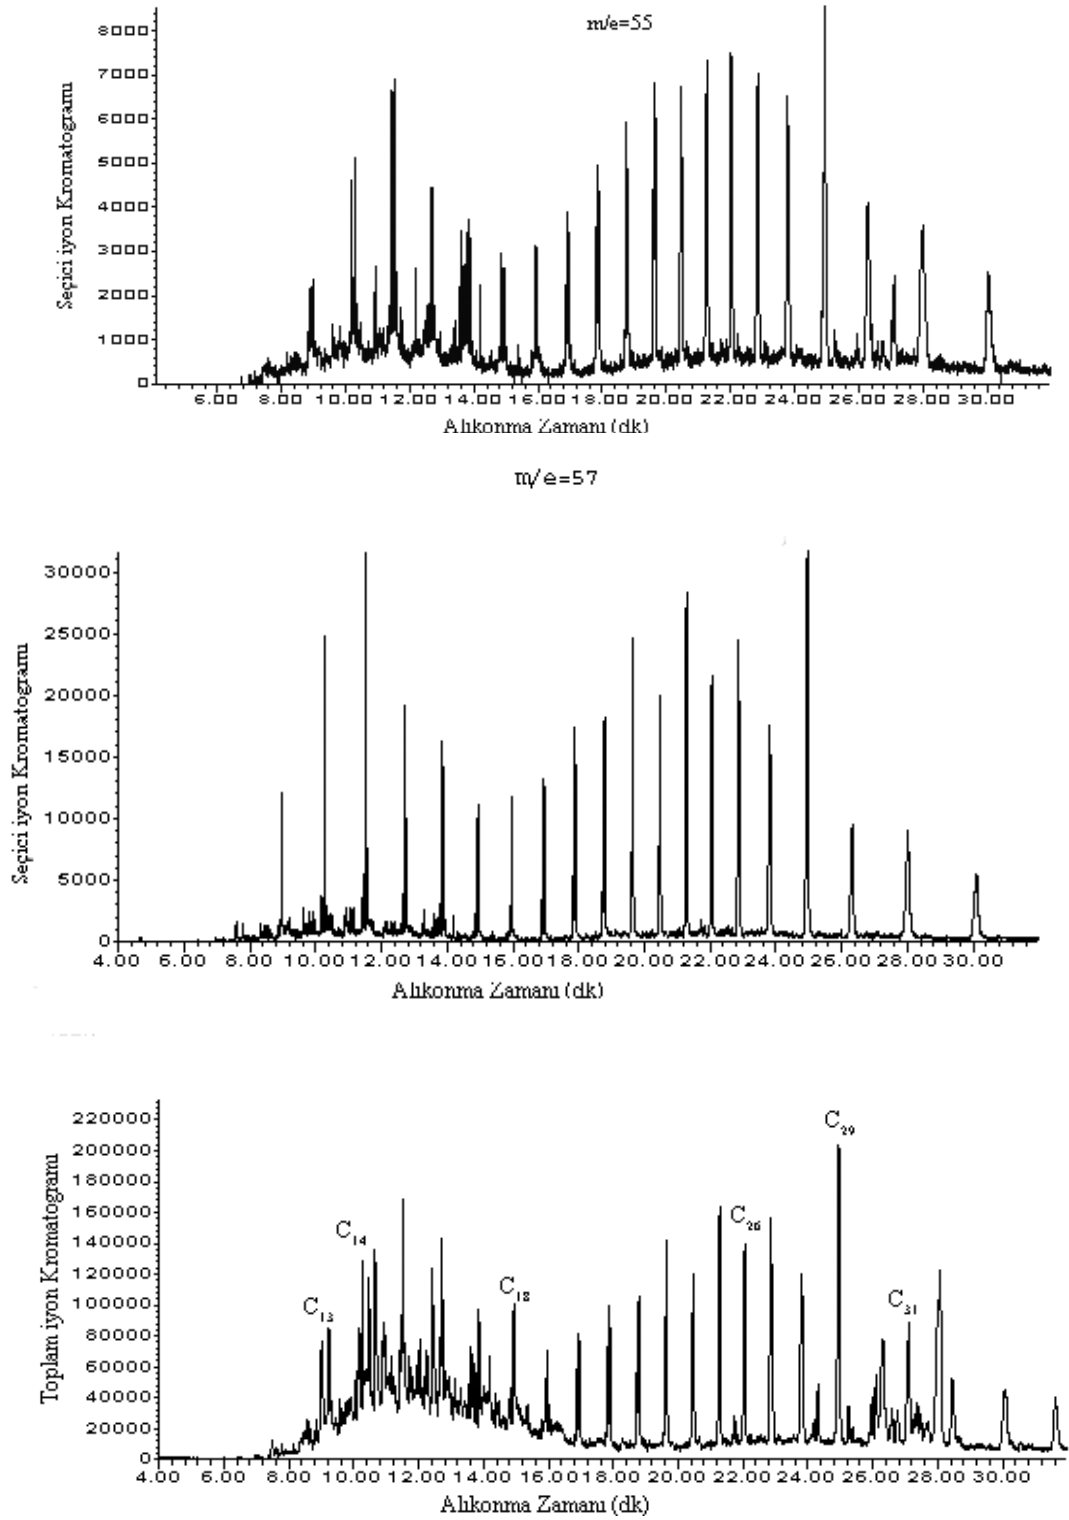 m/e=55
8000
7000
6000
5000
4000
3000
2000
1000
0
Seçici iyon Kromatogramı
6.00 8.00 10.00 12.00 14.00 16.00 18.00 20.00 22.00 24.00 26.00 28.00 30.00
Alıkonma Zamanı (dk)
m/e=57
30000
25000
20000
15000
10000
5000
0
Seçici iyon Kromatogramı
4.00 6.00 8.00 10.00 12.00 14.00 16.00 18.00 20.00 22.00 24.00 26.00 28.00 30.00
Alıkonma Zamanı (dk)
220000
200000
180000
160000
140000
120000
100000
80000
60000
40000
20000
0
Toplam iyon Kromatogramı
C13
C14
C18
C26
C29
C31
4.00 6.00 8.00 10.00 12.00 14.00 16.00 18.00 20.00 22.00 24.00 26.00 28.00 30.00
Alıkonma Zamanı (dk)